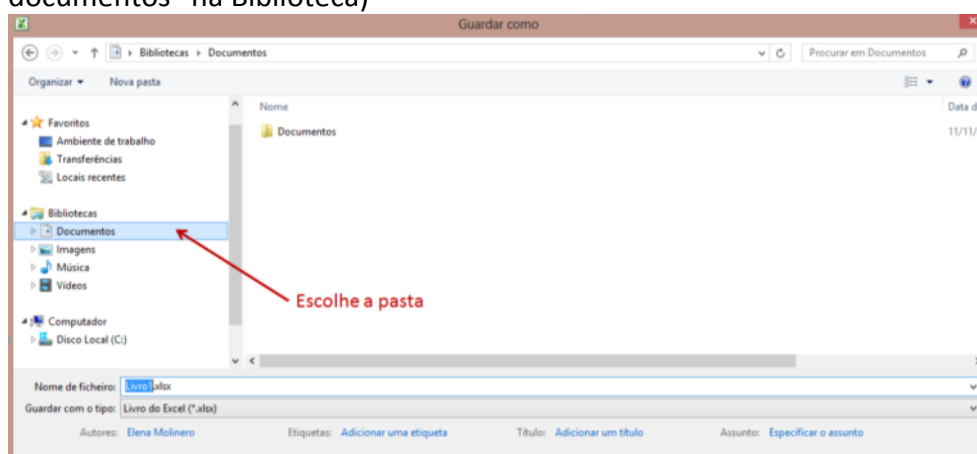 documentos" na Biblioteca)
Guardar como
Bibliotecas ▸ Documentos
Procurar em Documentos
Organizar
Nova pasta
Nome
Data d
Favoritos
Documentos
11/11/
Ambiente de trabalho
Transferências
Locais recentes
Bibliotecas
Documentos
Imagens
Música
Vídeos
Escolhe a pasta
Computador
Disco Local (C:)
Nome de ficheiro: Livro1.xlsx
Guardar com o tipo: Livro do Excel (*.xlsx)
Autores: Elena Molinero Etiquetas: Adicionar uma etiqueta Título: Adicionar um título Assunto: Especificar o assunto